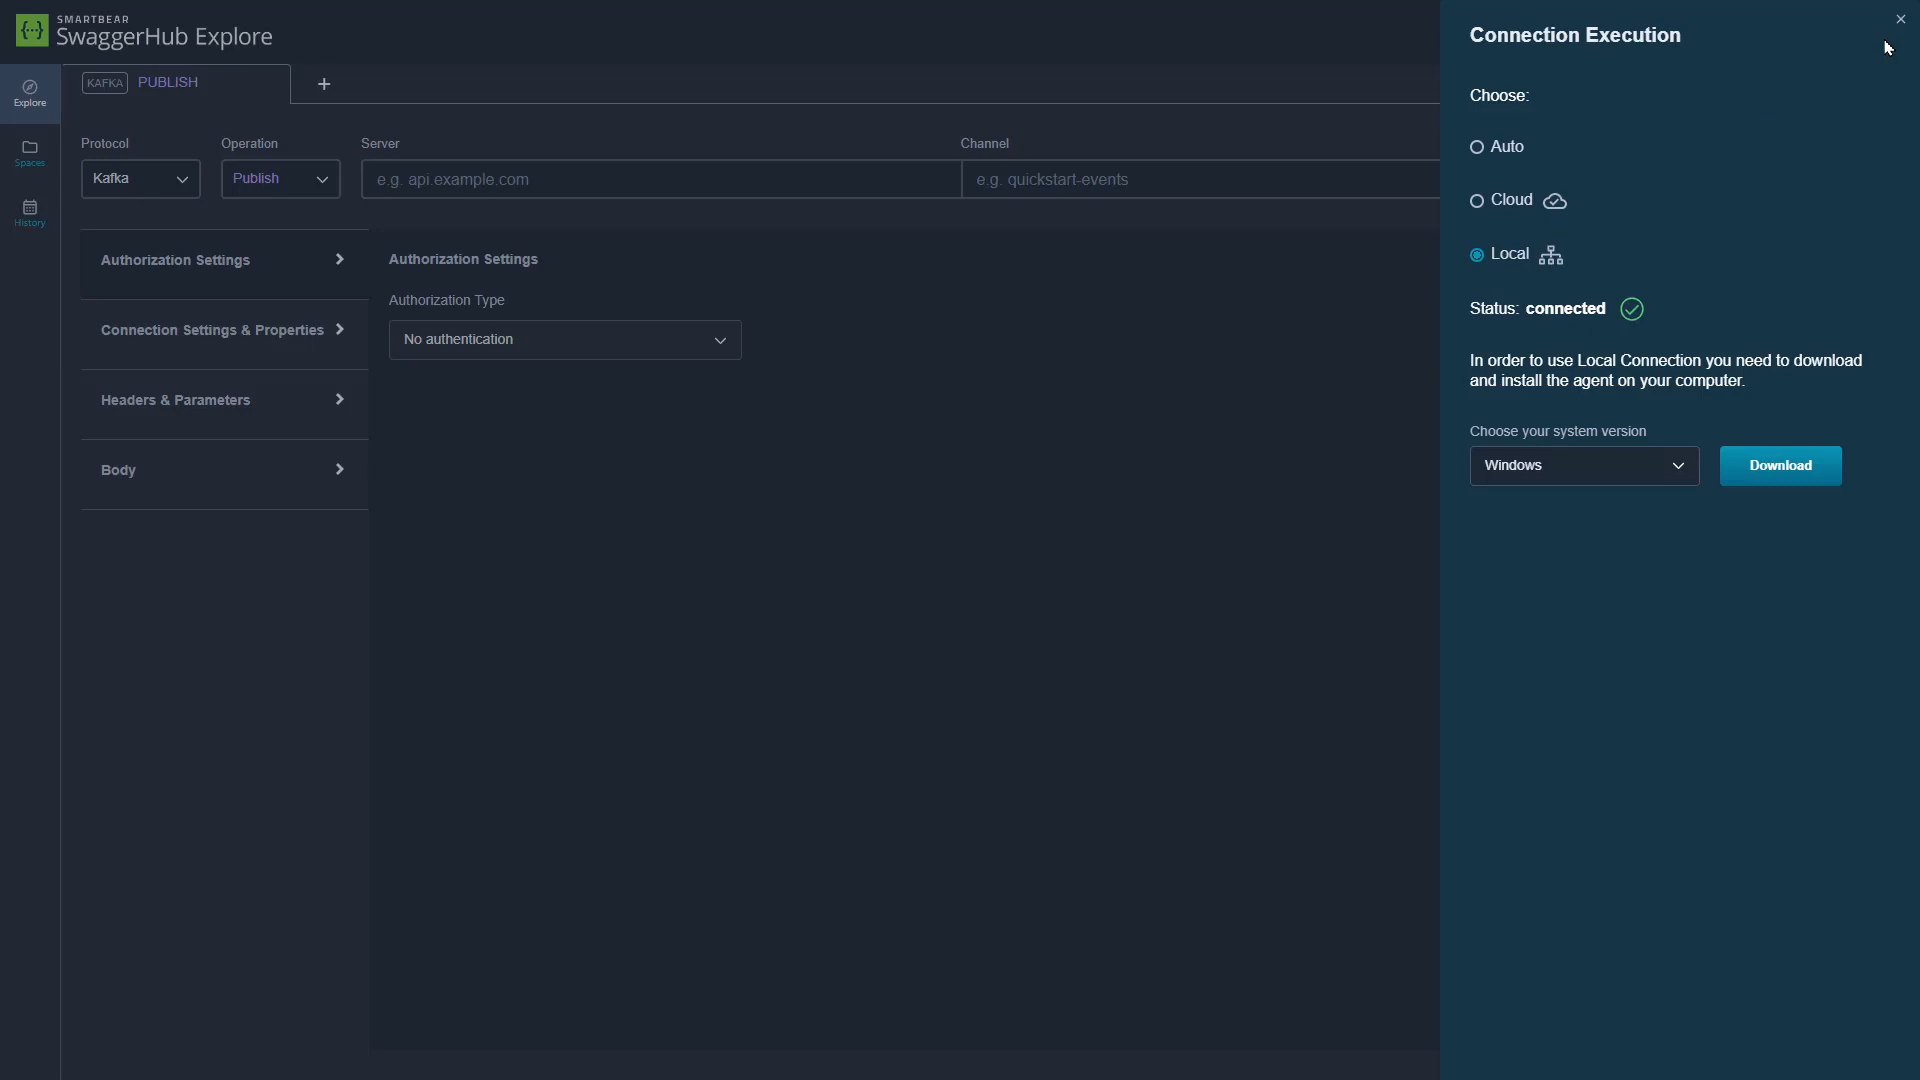 SMARTBEAR
SwaggerHub Explore
Explore
Spaces
History
KAFKA PUBLISH +
Protocol
Kafka
Operation
Publish
Server
e.g. api.example.com
Channel
e.g. quickstart-events
Authorization Settings
Connection Settings & Properties
Headers & Parameters
Body
Authorization Settings
Authorization Type
No authentication
Connection Execution
Choose:
Auto
Cloud
Local
Status: connected
In order to use Local Connection you need to download
and install the agent on your computer.
Choose your system version
Windows
Download